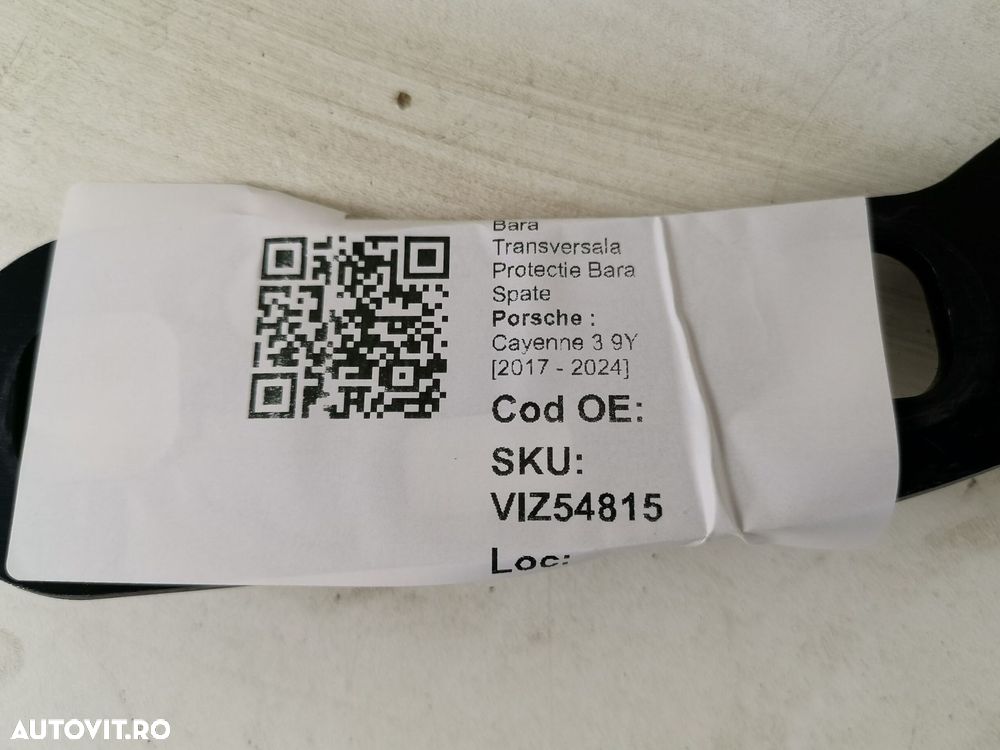 Bara
Transversala
Protectie Bara
Spate
Porsche :
Cayenne 3 9Y
[2017 - 2024]
Cod OE:
SKU:
VIZ54815
Loc:
AUTOVIT.RO